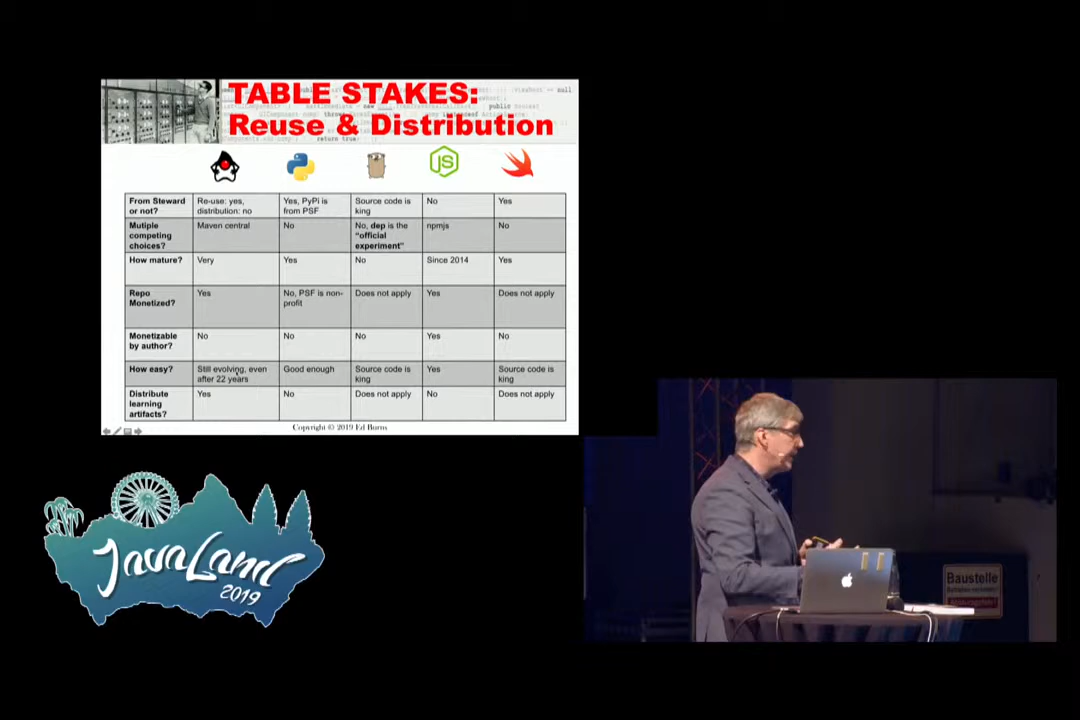 TABLE STAKES:
Reuse & Distribution
JS
From Steward or not? Re-use: yes, distribution: no Yes, PyPi is from PSF Source code is king No Yes
Mutiple competing choices? Maven central No No, dep is the "official experiment" npmjs No
How mature? Very Yes No Since 2014 Yes
Repo Monetized? Yes No, PSF is non-profit Does not apply Yes Does not apply
Monetizable by author? No No No Yes No
How easy? Still evolving, even after 22 years Good enough Source code is king Yes Source code is king
Distribute learning artifacts? Yes No Does not apply No Does not apply
Copyright © 2019 Ed Burns
JavaLand
2019
Baustelle